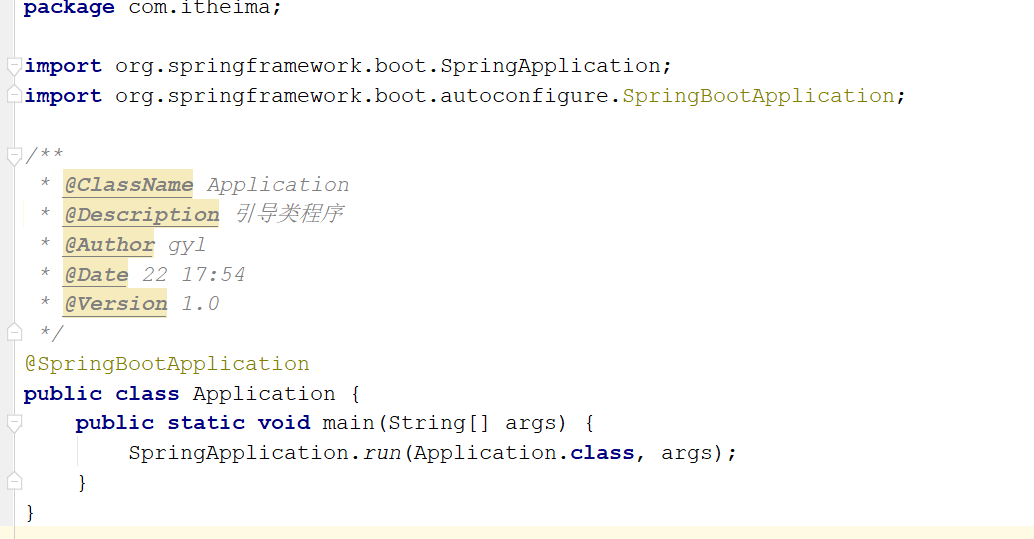 package com.itheima;
import org.springframework.boot.SpringApplication;
import org.springframework.boot.autoconfigure.SpringBootApplication;
/**
* @ClassName Application
* @Description 引导类程序
* @Author gyl
* @Date 22 17:54
* @Version 1.0
*/
@SpringBootApplication
public class Application {
public static void main(String[] args) {
SpringApplication.run(Application.class, args);
}
}